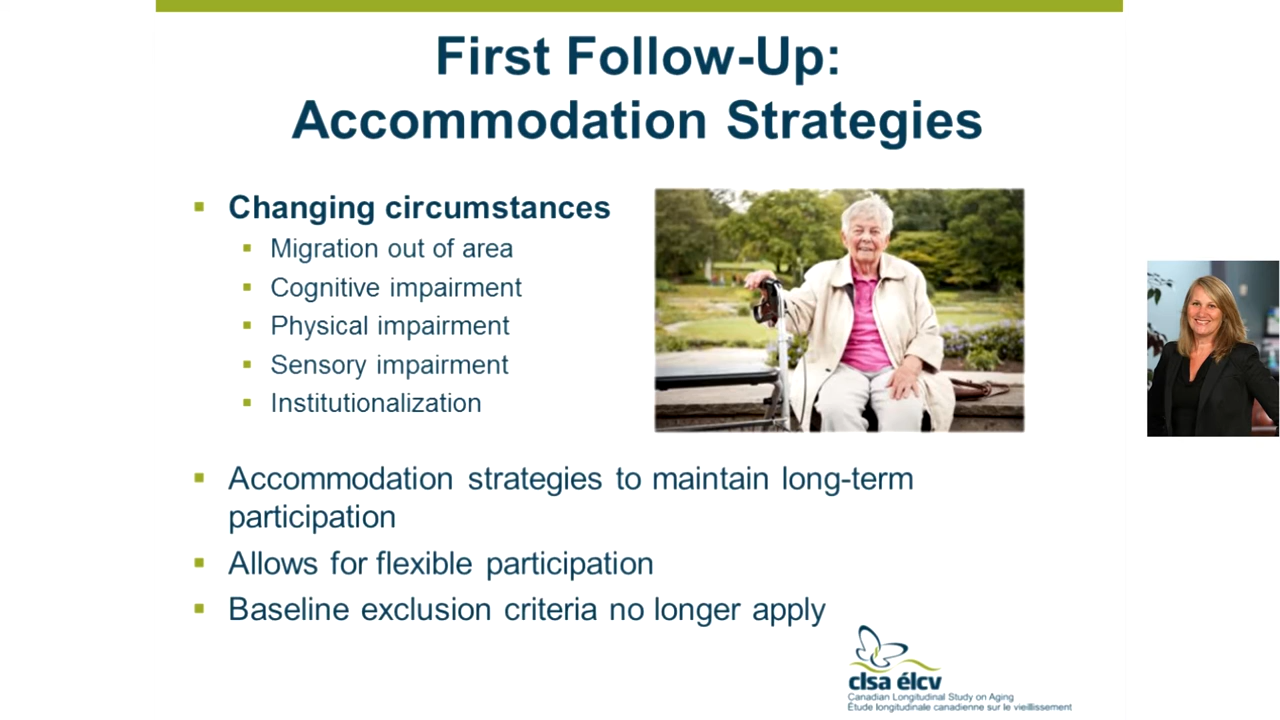 First Follow-Up:
Accommodation Strategies
Changing circumstances
Migration out of area
Cognitive impairment
Physical impairment
Sensory impairment
Institutionalization
Accommodation strategies to maintain long-term
participation
Allows for flexible participation
Baseline exclusion criteria no longer apply
clsa élcv
Canadian Longitudinal Study on Aging
Étude longitudinale canadienne sur le vieillissement